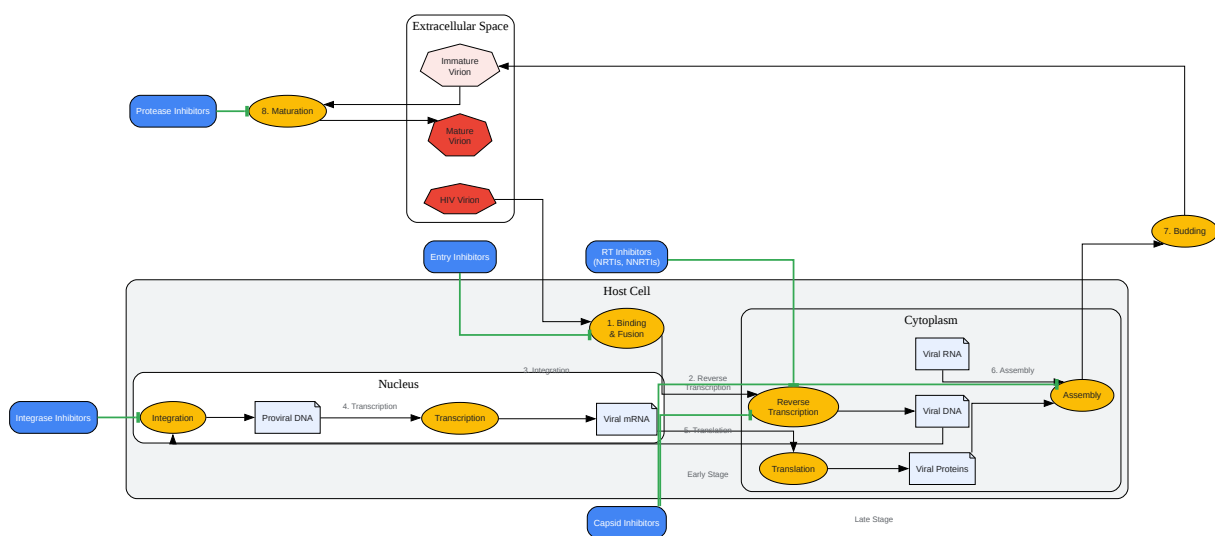 Extracellular Space
Immature
Virion
Protease Inhibitors
8. Maturation
Mature
Virion
HIV Virion
7. Budding
Entry Inhibitors
RT Inhibitors
(NRTIs, NNRTIs)
Host Cell
1. Binding
& Fusion
Cytoplasm
Viral RNA
3. Integration
2. Reverse
Transcription
6. Assembly
Nucleus
Integrase Inhibitors
Integration
Proviral DNA
4. Transcription
Transcription
Viral mRNA
Reverse
Transcription
Viral DNA
Assembly
5. Translation
Translation
Viral Proteins
Early Stage
Capsid Inhibitors
Late Stage